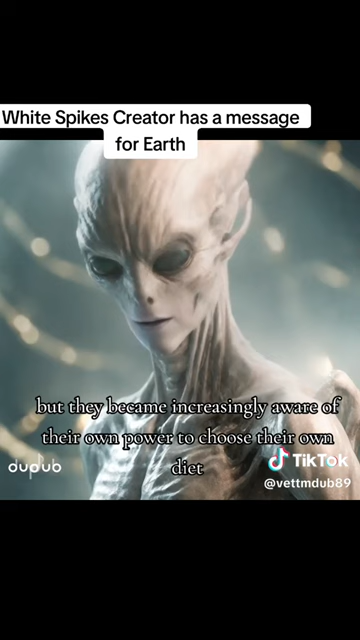 White Spikes Creator has a message
for Earth
but they became increasingly aware of
their own power to choose their own
diet
dupdub
TikTok
@vettmdub89